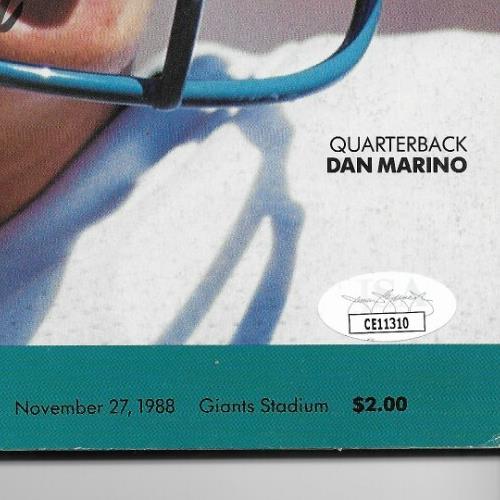 QUARTERBACK
DAN MARINO
JSA
CE11310
November 27, 1988 Giants Stadium $2.00